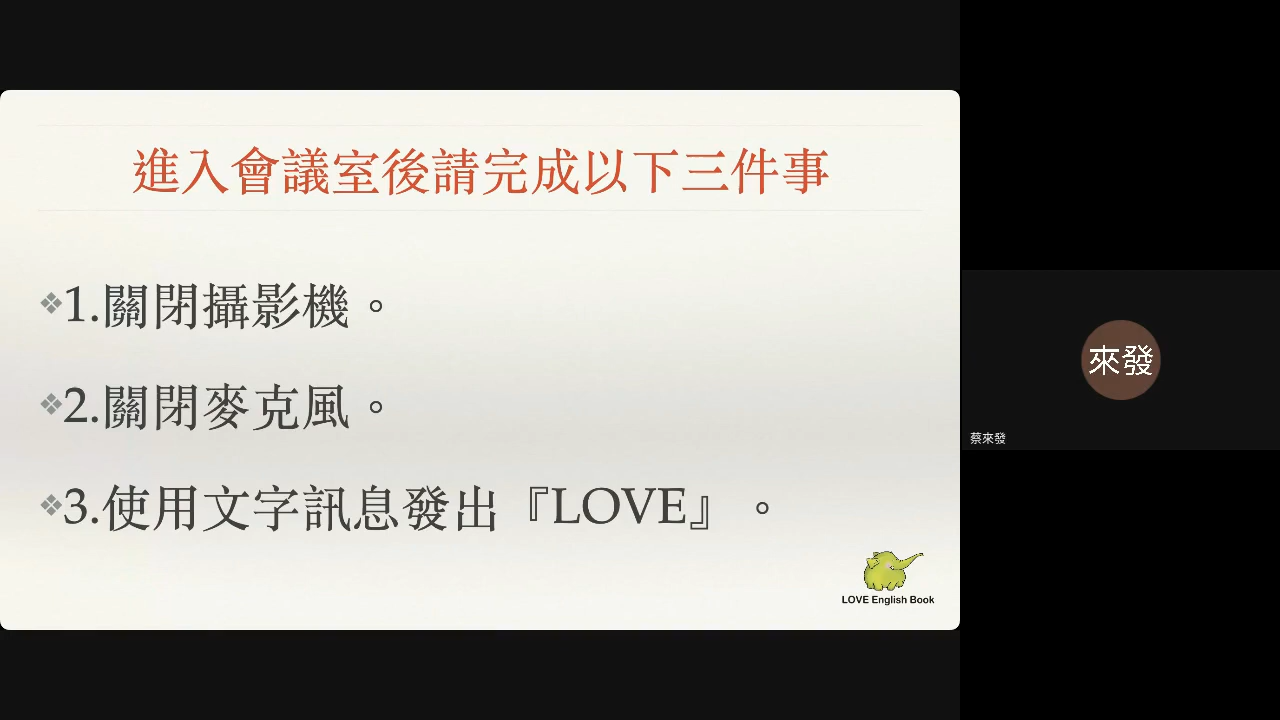 進入會議室後請完成以下三件事
❖1.關閉攝影機。
❖2.關閉麥克風。
❖3.使用文字訊息發出『LOVE』。
LOVE English Book
來發
蔡來發